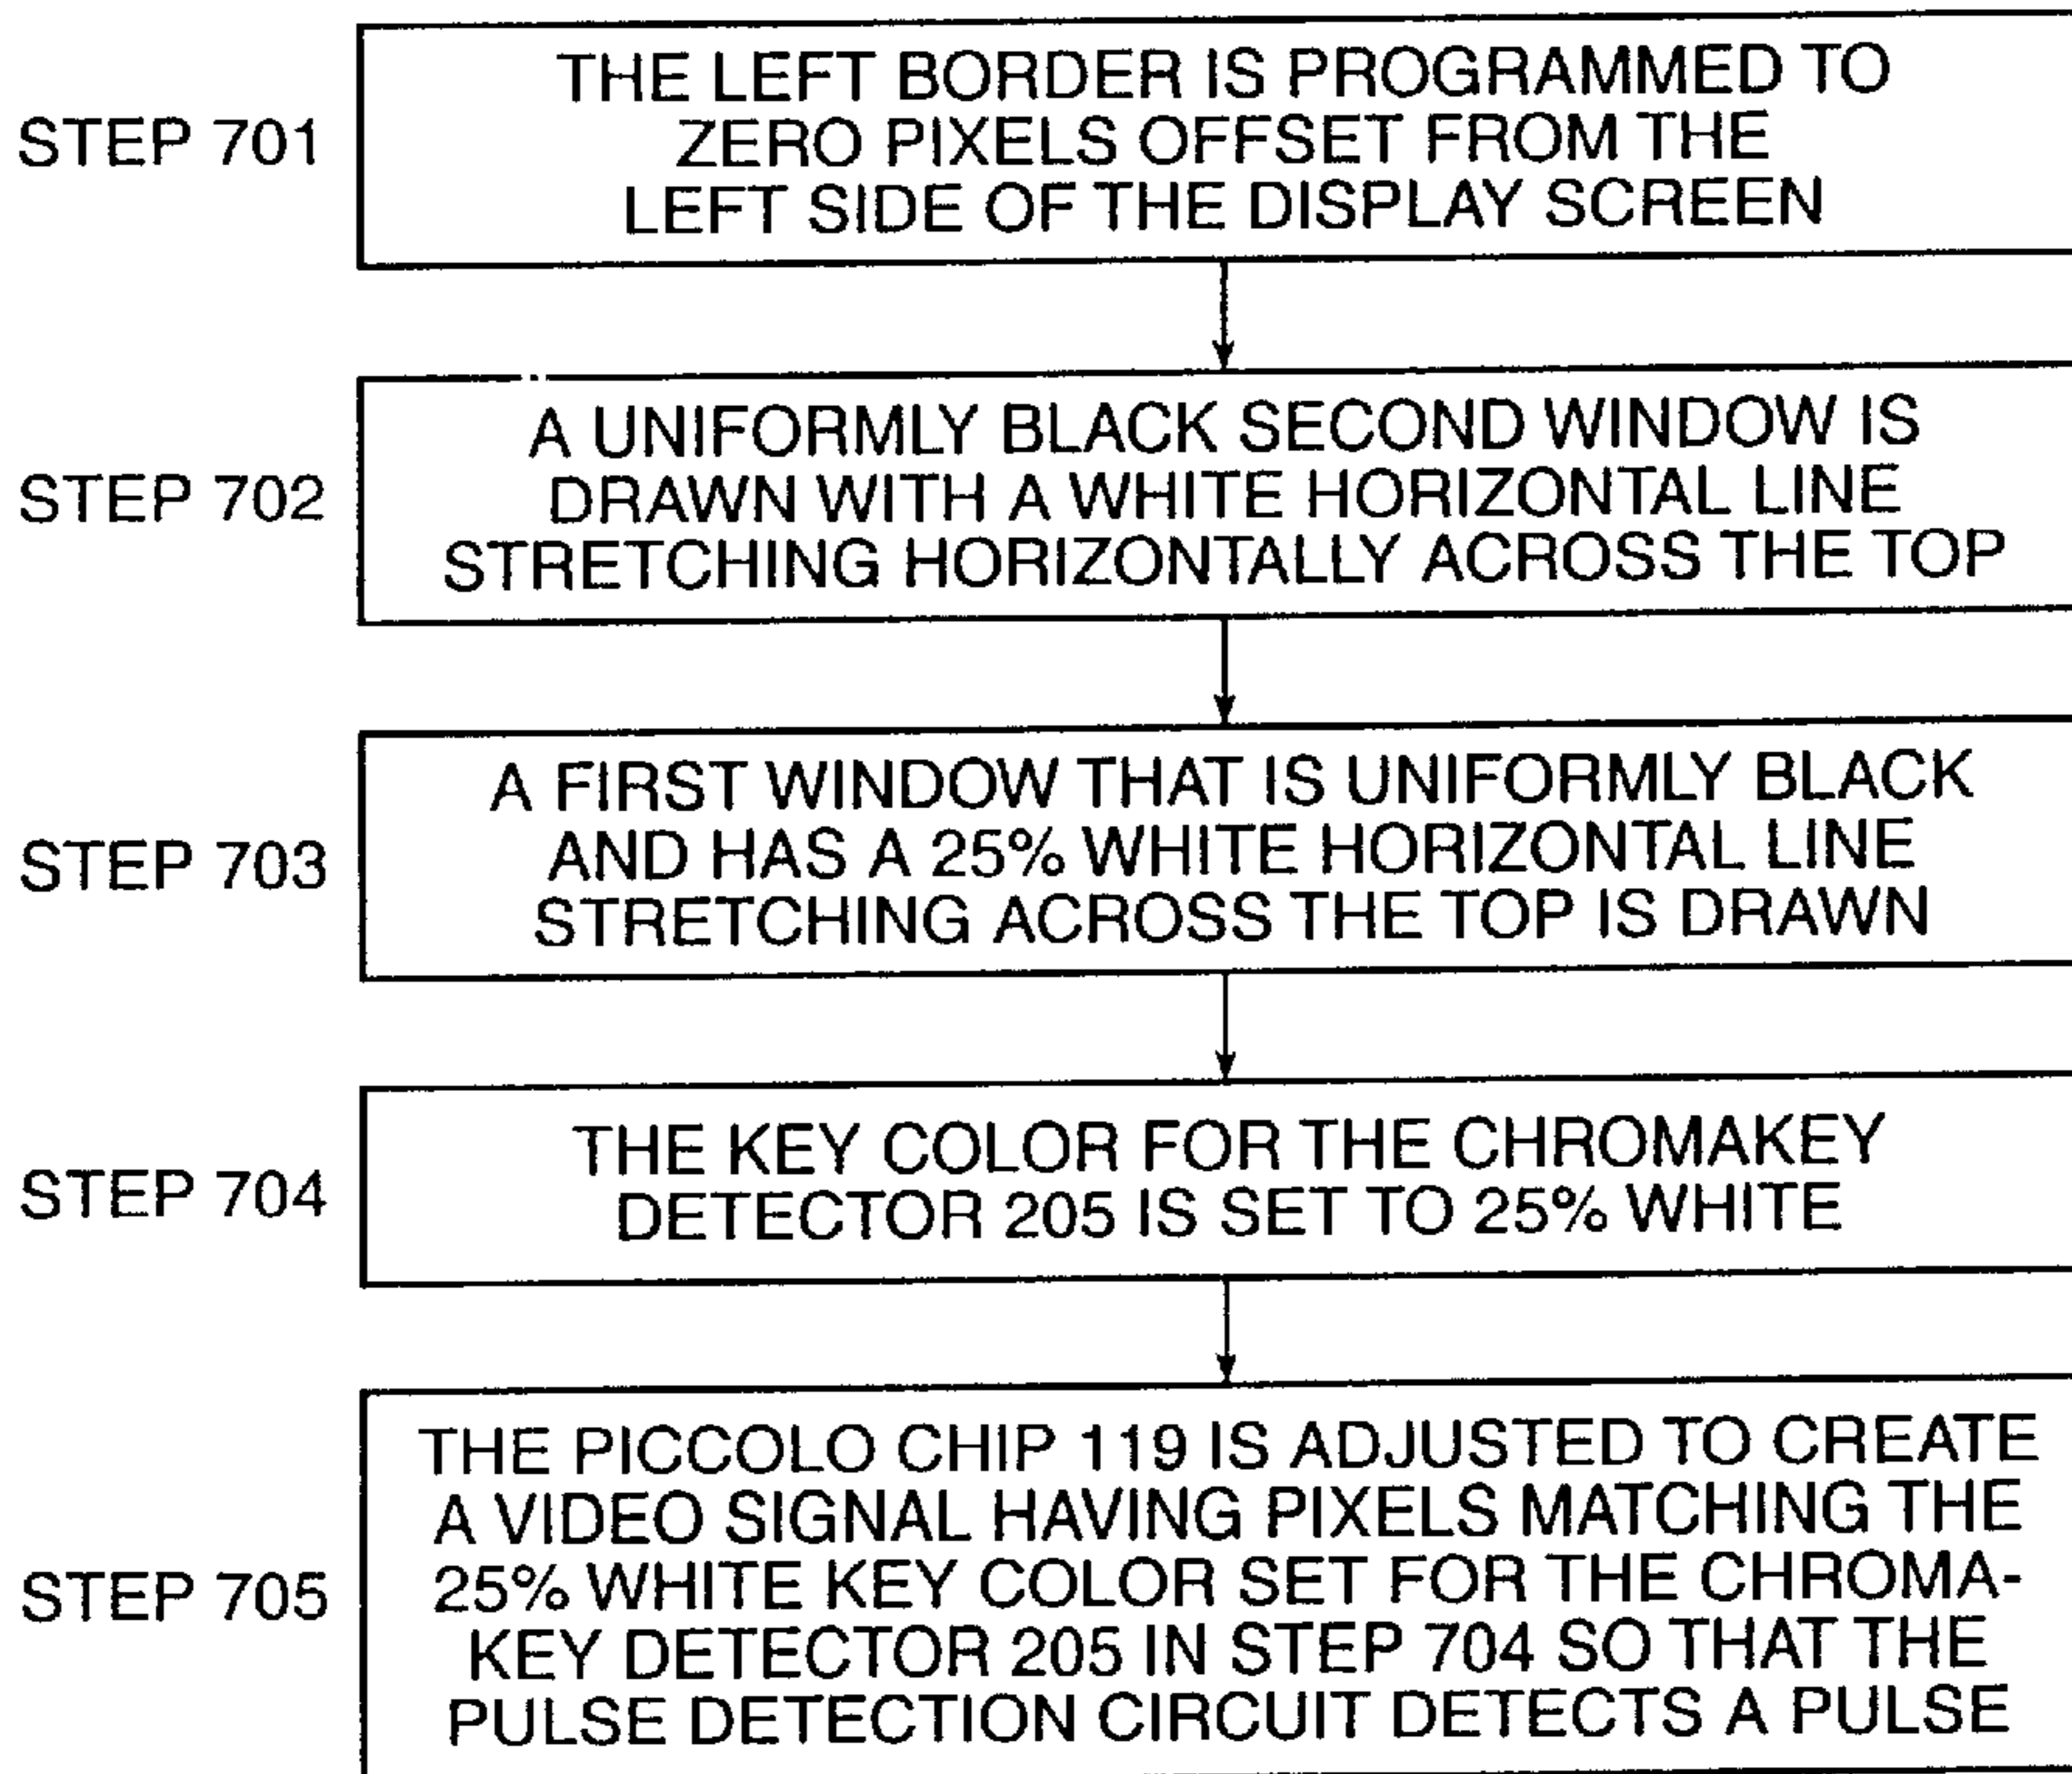 STEP 701
THE LEFT BORDER IS PROGRAMMED TO
ZERO PIXELS OFFSET FROM THE
LEFT SIDE OF THE DISPLAY SCREEN
STEP 702
A UNIFORMLY BLACK SECOND WINDOW IS
DRAWN WITH A WHITE HORIZONTAL LINE
STRETCHING HORIZONTALLY ACROSS THE TOP
STEP 703
A FIRST WINDOW THAT IS UNIFORMLY BLACK
AND HAS A 25% WHITE HORIZONTAL LINE
STRETCHING ACROSS THE TOP IS DRAWN
STEP 704
THE KEY COLOR FOR THE CHROMAKEY
DETECTOR 205 IS SET TO 25% WHITE
STEP 705
THE PICCOLO CHIP 119 IS ADJUSTED TO CREATE
A VIDEO SIGNAL HAVING PIXELS MATCHING THE
25% WHITE KEY COLOR SET FOR THE CHROMA-
KEY DETECTOR 205 IN STEP 704 SO THAT THE
PULSE DETECTION CIRCUIT DETECTS A PULSE